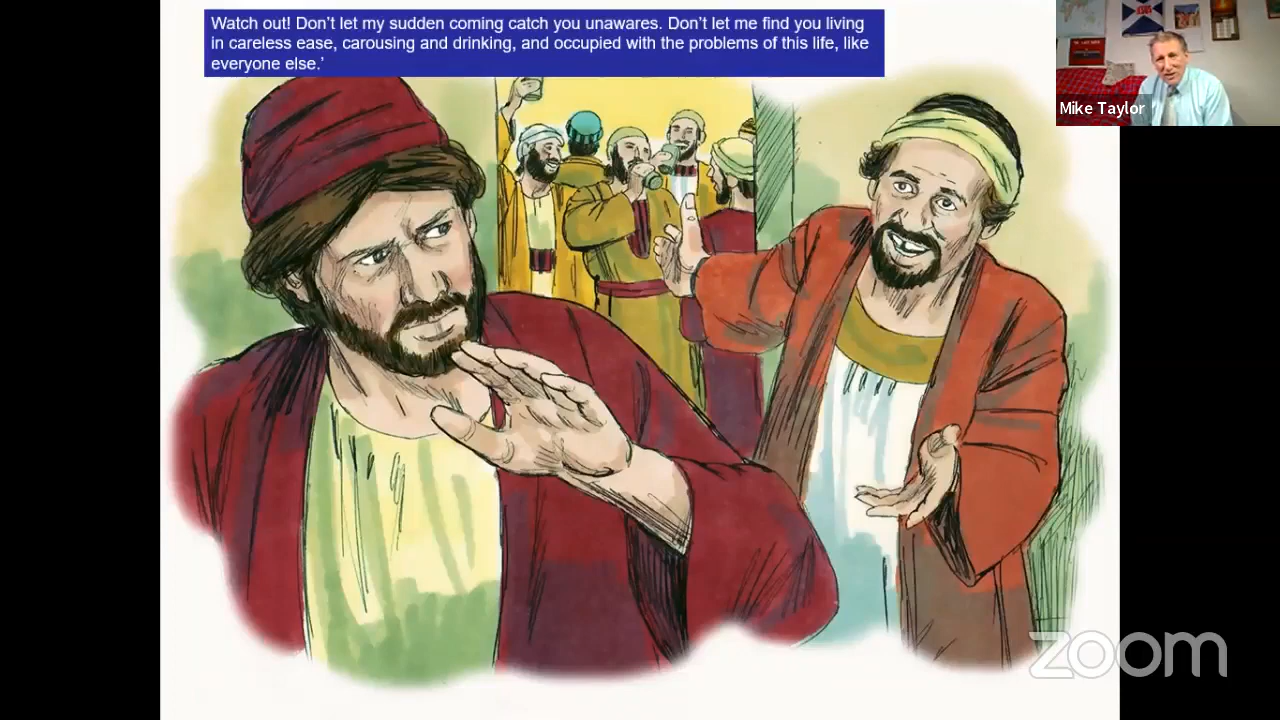 Watch out! Don’t let my sudden coming catch you unawares. Don’t let me find you living
in careless ease, carousing and drinking, and occupied with the problems of this life, like
everyone else.’
Mike Taylor
zoom